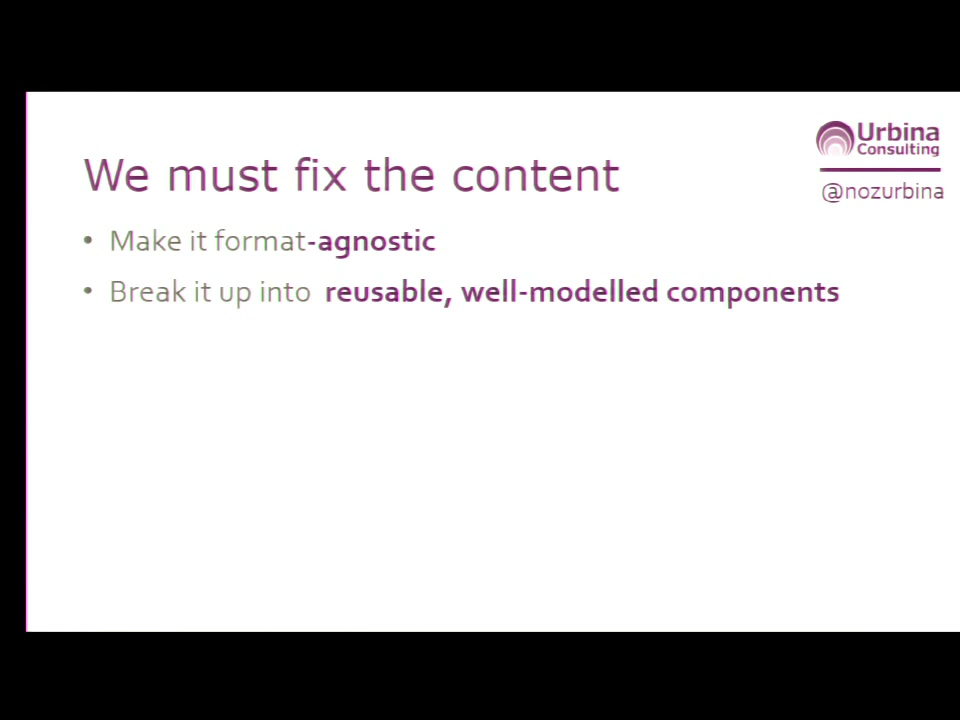 Urbina
Consulting
@nozurbina
We must fix the content
• Make it format-agnostic
• Break it up into reusable, well-modelled components